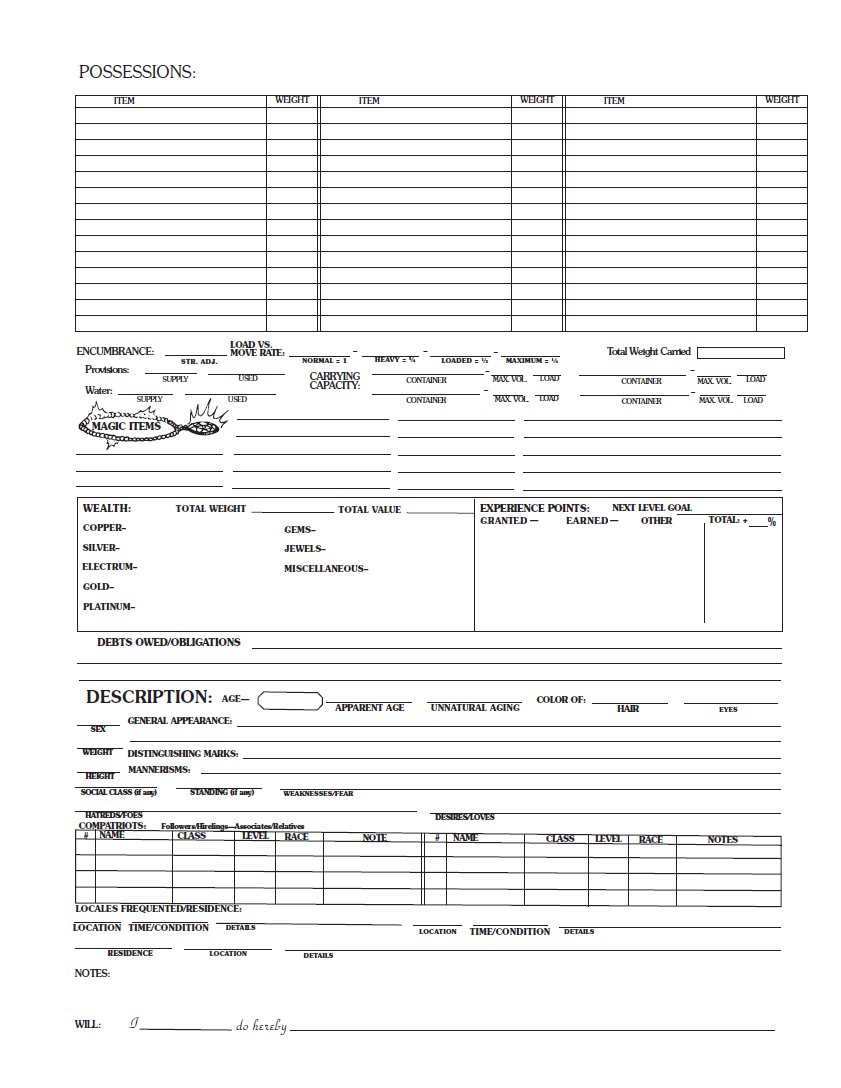 POSSESSIONS:
ITEM WEIGHT ITEM WEIGHT ITEM WEIGHT
ENCUMBRANCE: STR. ADJ. LOAD VS. MOVE RATE: NORMAL = 1 – HEAVY = ¾ – LOADED = ½ – MAXIMUM = ¼ Total Weight Carried
Provisions: SUPPLY USED CARRYING CAPACITY: CONTAINER – MAX. VOL. LOAD CONTAINER – MAX. VOL. LOAD
Water: SUPPLY USED CONTAINER – MAX. VOL. LOAD CONTAINER – MAX. VOL. LOAD
MAGIC ITEMS
WEALTH: TOTAL WEIGHT TOTAL VALUE
COPPER–
SILVER–
ELECTRUM–
GOLD–
PLATINUM–
GEMS–
JEWELS–
MISCELLANEOUS–
EXPERIENCE POINTS: NEXT LEVEL GOAL
GRANTED — EARNED — OTHER TOTAL: + %
DEBTS OWED/OBLIGATIONS
DESCRIPTION: AGE— APPARENT AGE UNNATURAL AGING COLOR OF: HAIR EYES
SEX GENERAL APPEARANCE:
WEIGHT DISTINGUISHING MARKS:
HEIGHT MANNERISMS:
SOCIAL CLASS (if any) STANDING (if any) WEAKNESSES/FEAR
HATREDS/FOES DESIRES/LOVES
COMPATRIOTS: Followers/Hirelings—Associates/Relatives
# NAME CLASS LEVEL RACE NOTE # NAME CLASS LEVEL RACE NOTES
LOCALES FREQUENTED/RESIDENCE:
LOCATION TIME/CONDITION DETAILS LOCATION TIME/CONDITION DETAILS
RESIDENCE LOCATION DETAILS
NOTES:
WILL: I do hereby